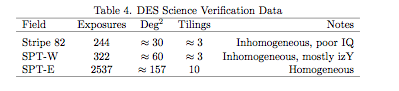 Table 4. DES Science Verification Data
Field Exposures Deg² Tilings Notes
Stripe 82 244 ≈ 30 ≈ 3 Inhomogeneous, poor IQ
SPT-W 322 ≈ 60 ≈ 3 Inhomogeneous, mostly izY
SPT-E 2537 ≈ 157 10 Homogeneous